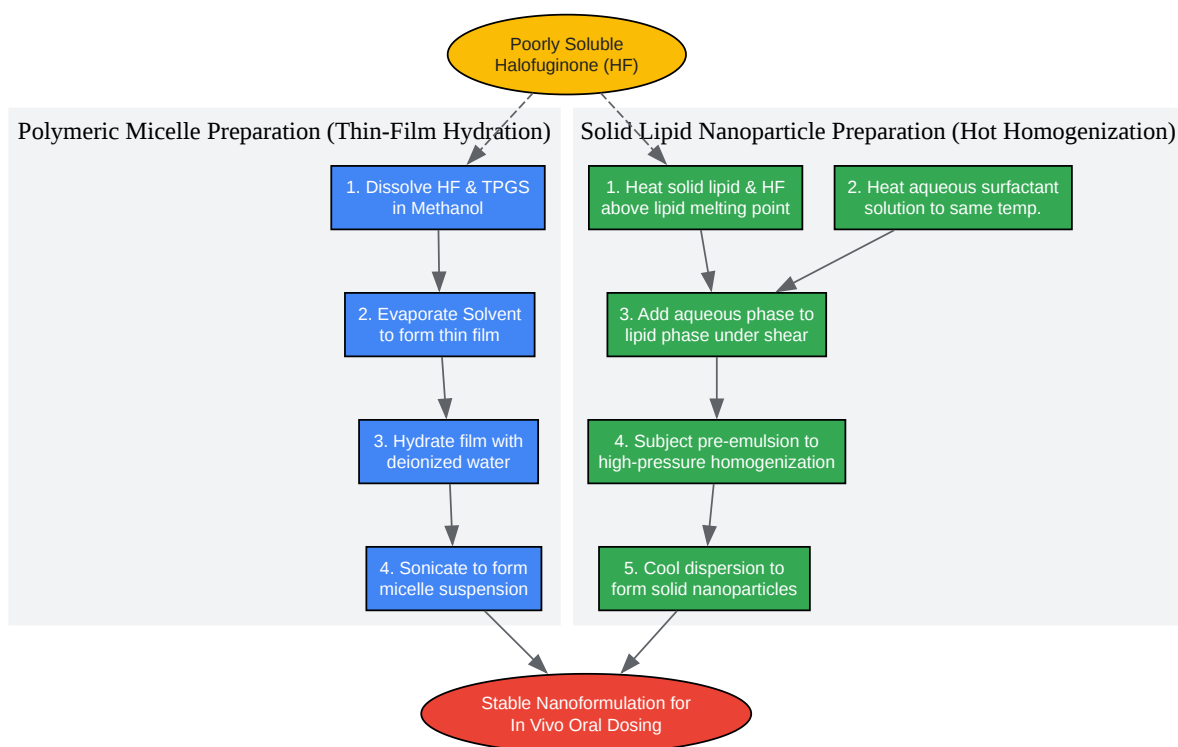 Poorly Soluble
Halofuginone (HF)
Polymeric Micelle Preparation (Thin-Film Hydration)
1. Dissolve HF & TPGS
in Methanol
2. Evaporate Solvent
to form thin film
3. Hydrate film with
deionized water
4. Sonicate to form
micelle suspension
Solid Lipid Nanoparticle Preparation (Hot Homogenization)
1. Heat solid lipid & HF
above lipid melting point
2. Heat aqueous surfactant
solution to same temp.
3. Add aqueous phase to
lipid phase under shear
4. Subject pre-emulsion to
high-pressure homogenization
5. Cool dispersion to
form solid nanoparticles
Stable Nanoformulation for
In Vivo Oral Dosing